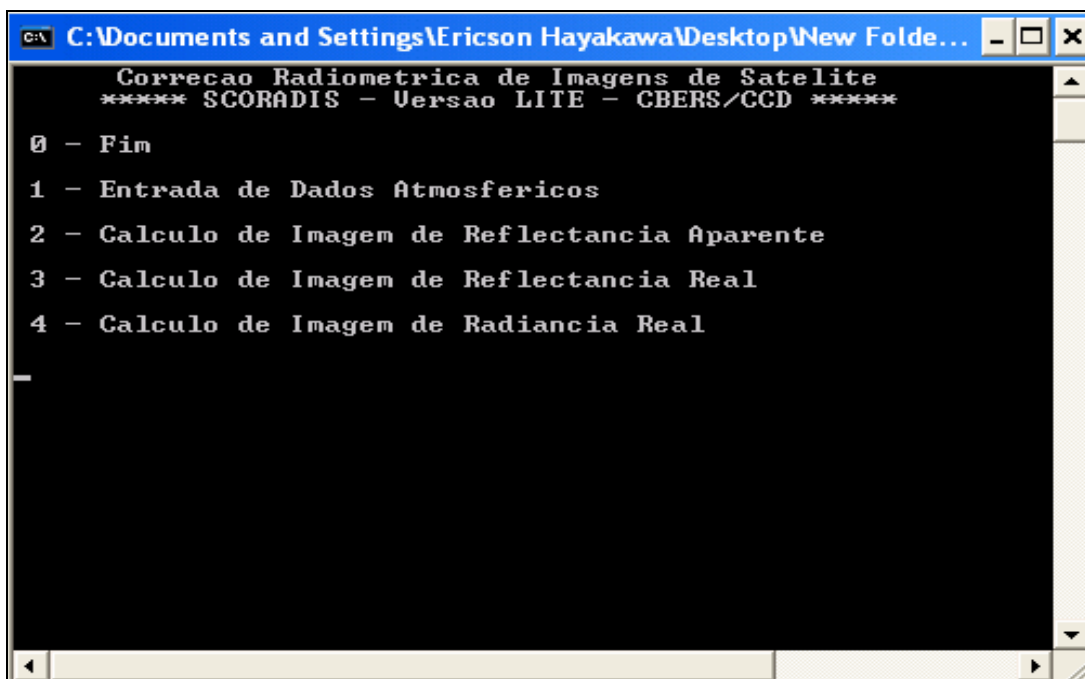 C:\Documents and Settings\Ericson Hayakawa\Desktop\New Folde...
Correcao Radiometrica de Imagens de Satelite
***** SCORADIS - Versao LITE - CBERS/CCD *****
0 - Fim
1 - Entrada de Dados Atmosfericos
2 - Calculo de Imagem de Reflectancia Aparente
3 - Calculo de Imagem de Reflectancia Real
4 - Calculo de Imagem de Radiancia Real